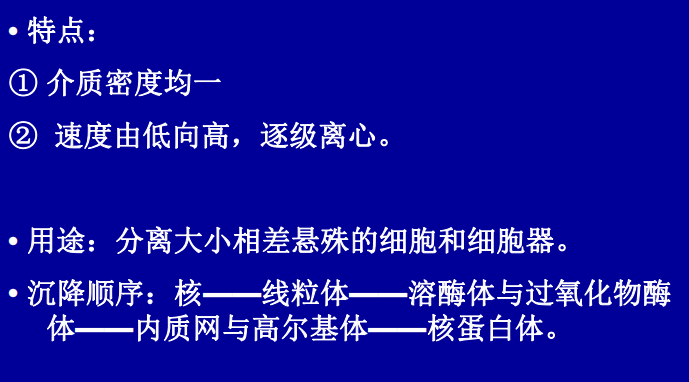 • 特点：
① 介质密度均一
② 速度由低向高，逐级离心。
• 用途：分离大小相差悬殊的细胞和细胞器。
• 沉降顺序：核——线粒体——溶酶体与过氧化物酶
体——内质网与高尔基体——核蛋白体。